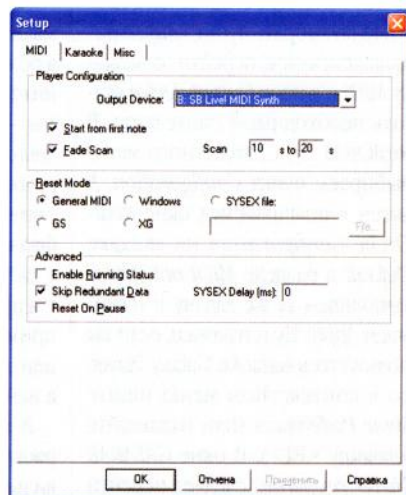 Setup
MIDI Karaoke Misc
Player Configuration
Output Device: B: SB Live! MIDI Synth
Start from first note
Fade Scan Scan 10 s to 20 s
Reset Mode
General MIDI Windows SYSEX file:
GS XG File...
Advanced
Enable Running Status
Skip Redundant Data SYSEX Delay (ms): 0
Reset On Pause
OK Отмена Применить Справка